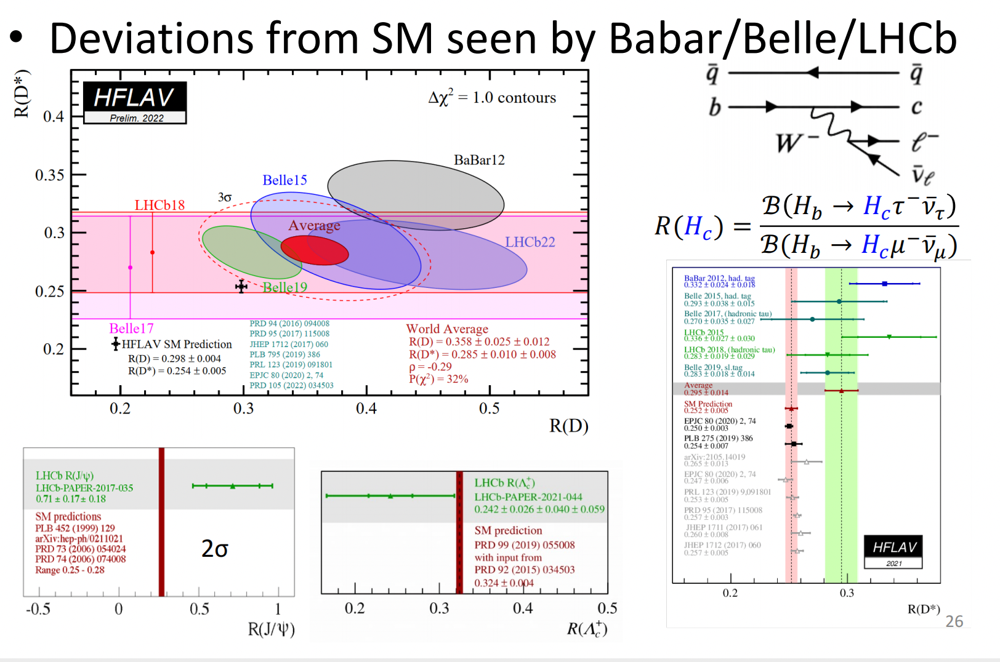 • Deviations from SM seen by Babar/Belle/LHCb
R(D*)
HFLAV
Prelim. 2022
Δχ² = 1.0 contours
0.4
0.35
0.3
0.25
0.2
BaBar12
Belle15
3σ
LHCb18
Average
LHCb22
Belle19
Belle17
HFLAV SM Prediction
R(D) = 0.298 ± 0.004
R(D*) = 0.254 ± 0.005
PRD 94 (2016) 094008
PRD 95 (2017) 115008
JHEP 1712 (2017) 060
PLB 795 (2019) 386
PRL 123 (2019) 091801
EPJC 80 (2020) 2, 74
PRD 105 (2022) 034503
World Average
R(D) = 0.358 ± 0.025 ± 0.012
R(D*) = 0.285 ± 0.010 ± 0.008
ρ = -0.29
P(χ²) = 32%
0.2 0.3 0.4 0.5
R(D)
q̄ q̄
b c
W⁻ ℓ⁻
ν̄ℓ
R(H_c) = B(H_b → H_c τ⁻ ν̄_τ) / B(H_b → H_c μ⁻ ν̄_μ)
BaBar 2012, had. tag
0.332 ± 0.024 ± 0.018
Belle 2015, had. tag
0.293 ± 0.038 ± 0.015
Belle 2017, (hadronic tau)
0.270 ± 0.035 ± 0.027
LHCb 2015
0.336 ± 0.027 ± 0.030
LHCb 2018, (hadronic tau)
0.283 ± 0.019 ± 0.029
Belle 2019, sl.tag
0.283 ± 0.018 ± 0.014
Average
0.295 ± 0.014
SM Prediction
0.252 ± 0.005
EPJC 80 (2020) 2, 74
0.250 ± 0.003
PLB 275 (2019) 386
0.254 ± 0.007
arXiv:2105.14019
0.265 ± 0.013
EPJC 80 (2020) 2, 74
0.247 ± 0.006
PRL 123 (2019) 9,091801
0.253 ± 0.005
PRD 95 (2017) 115008
0.257 ± 0.003
JHEP 1711 (2017) 061
0.260 ± 0.008
JHEP 1712 (2017) 060
0.257 ± 0.005
HFLAV
2021
0.2 0.3
R(D*)
LHCb R(J/ψ)
LHCb-PAPER-2017-035
0.71 ± 0.17 ± 0.18
SM predictions
PLB 452 (1999) 129
arXiv:hep-ph/0211021
PRD 73 (2006) 054024
PRD 74 (2006) 074008
Range 0.25 - 0.28
2σ
-0.5 0 0.5 1
R(J/ψ)
LHCb R(Λc⁺)
LHCb-PAPER-2021-044
0.242 ± 0.026 ± 0.040 ± 0.059
SM prediction
PRD 99 (2019) 055008
with input from
PRD 92 (2015) 034503
0.324 ± 0.004
0.2 0.3 0.4 0.5
R(Λc⁺)
26